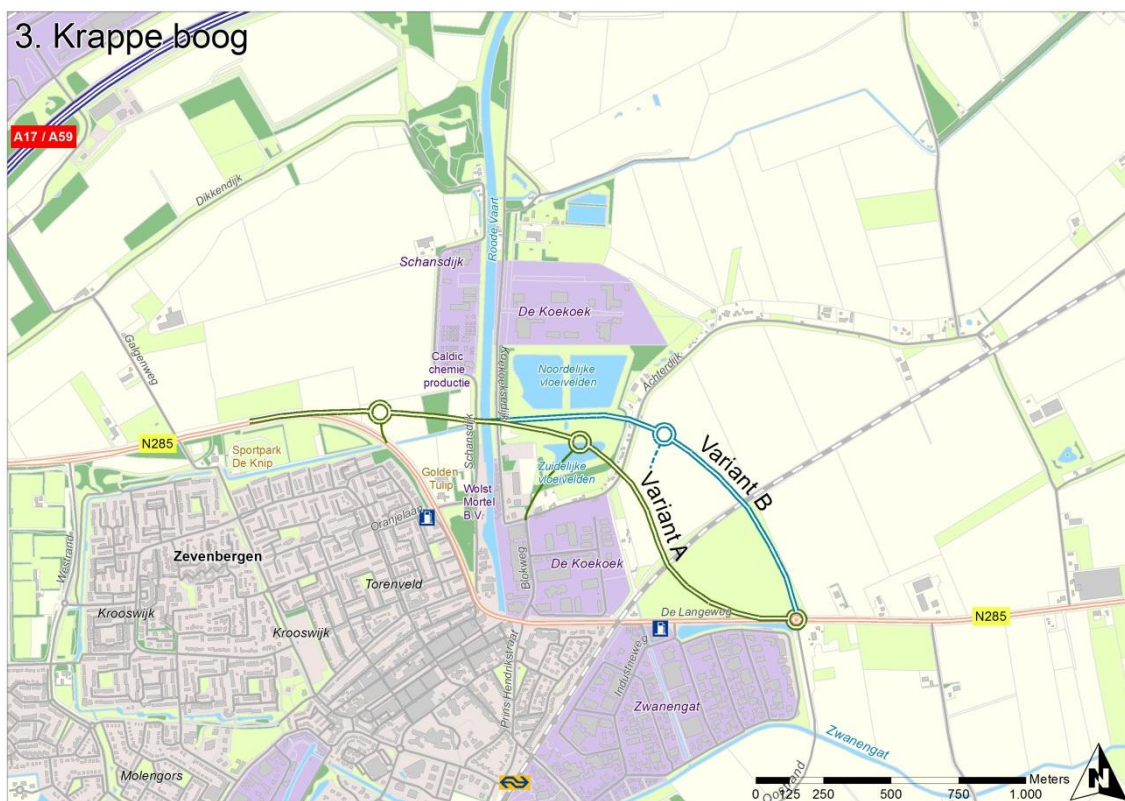 3. Krappe boog
A17 / A59
Dikkendijk
Roode Vaart
Schansdijk
De Koekoek
Galgenweg
Caldic
chemie
productie
Koekoeksedijk
Noordelijke
vloeivelden
Achterdijk
N285
Sportpark
De Knip
Schansdijk
Golden
Tulip
Zuidelijke
vloeivelden
Variant B
Variant A
Wolst
Mortel
B.V.
Oranjelaan
Westrand
Zevenbergen
Blokweg
De Koekoek
Torenveld
Krooswijk
Krooswijk
De Langeweg
N285
Prins Hendrikstraat
Industrieweg
Zwanengat
Zwanengat
Molengors
Oostrand
Meters
0 125 250 500 750 1.000
N